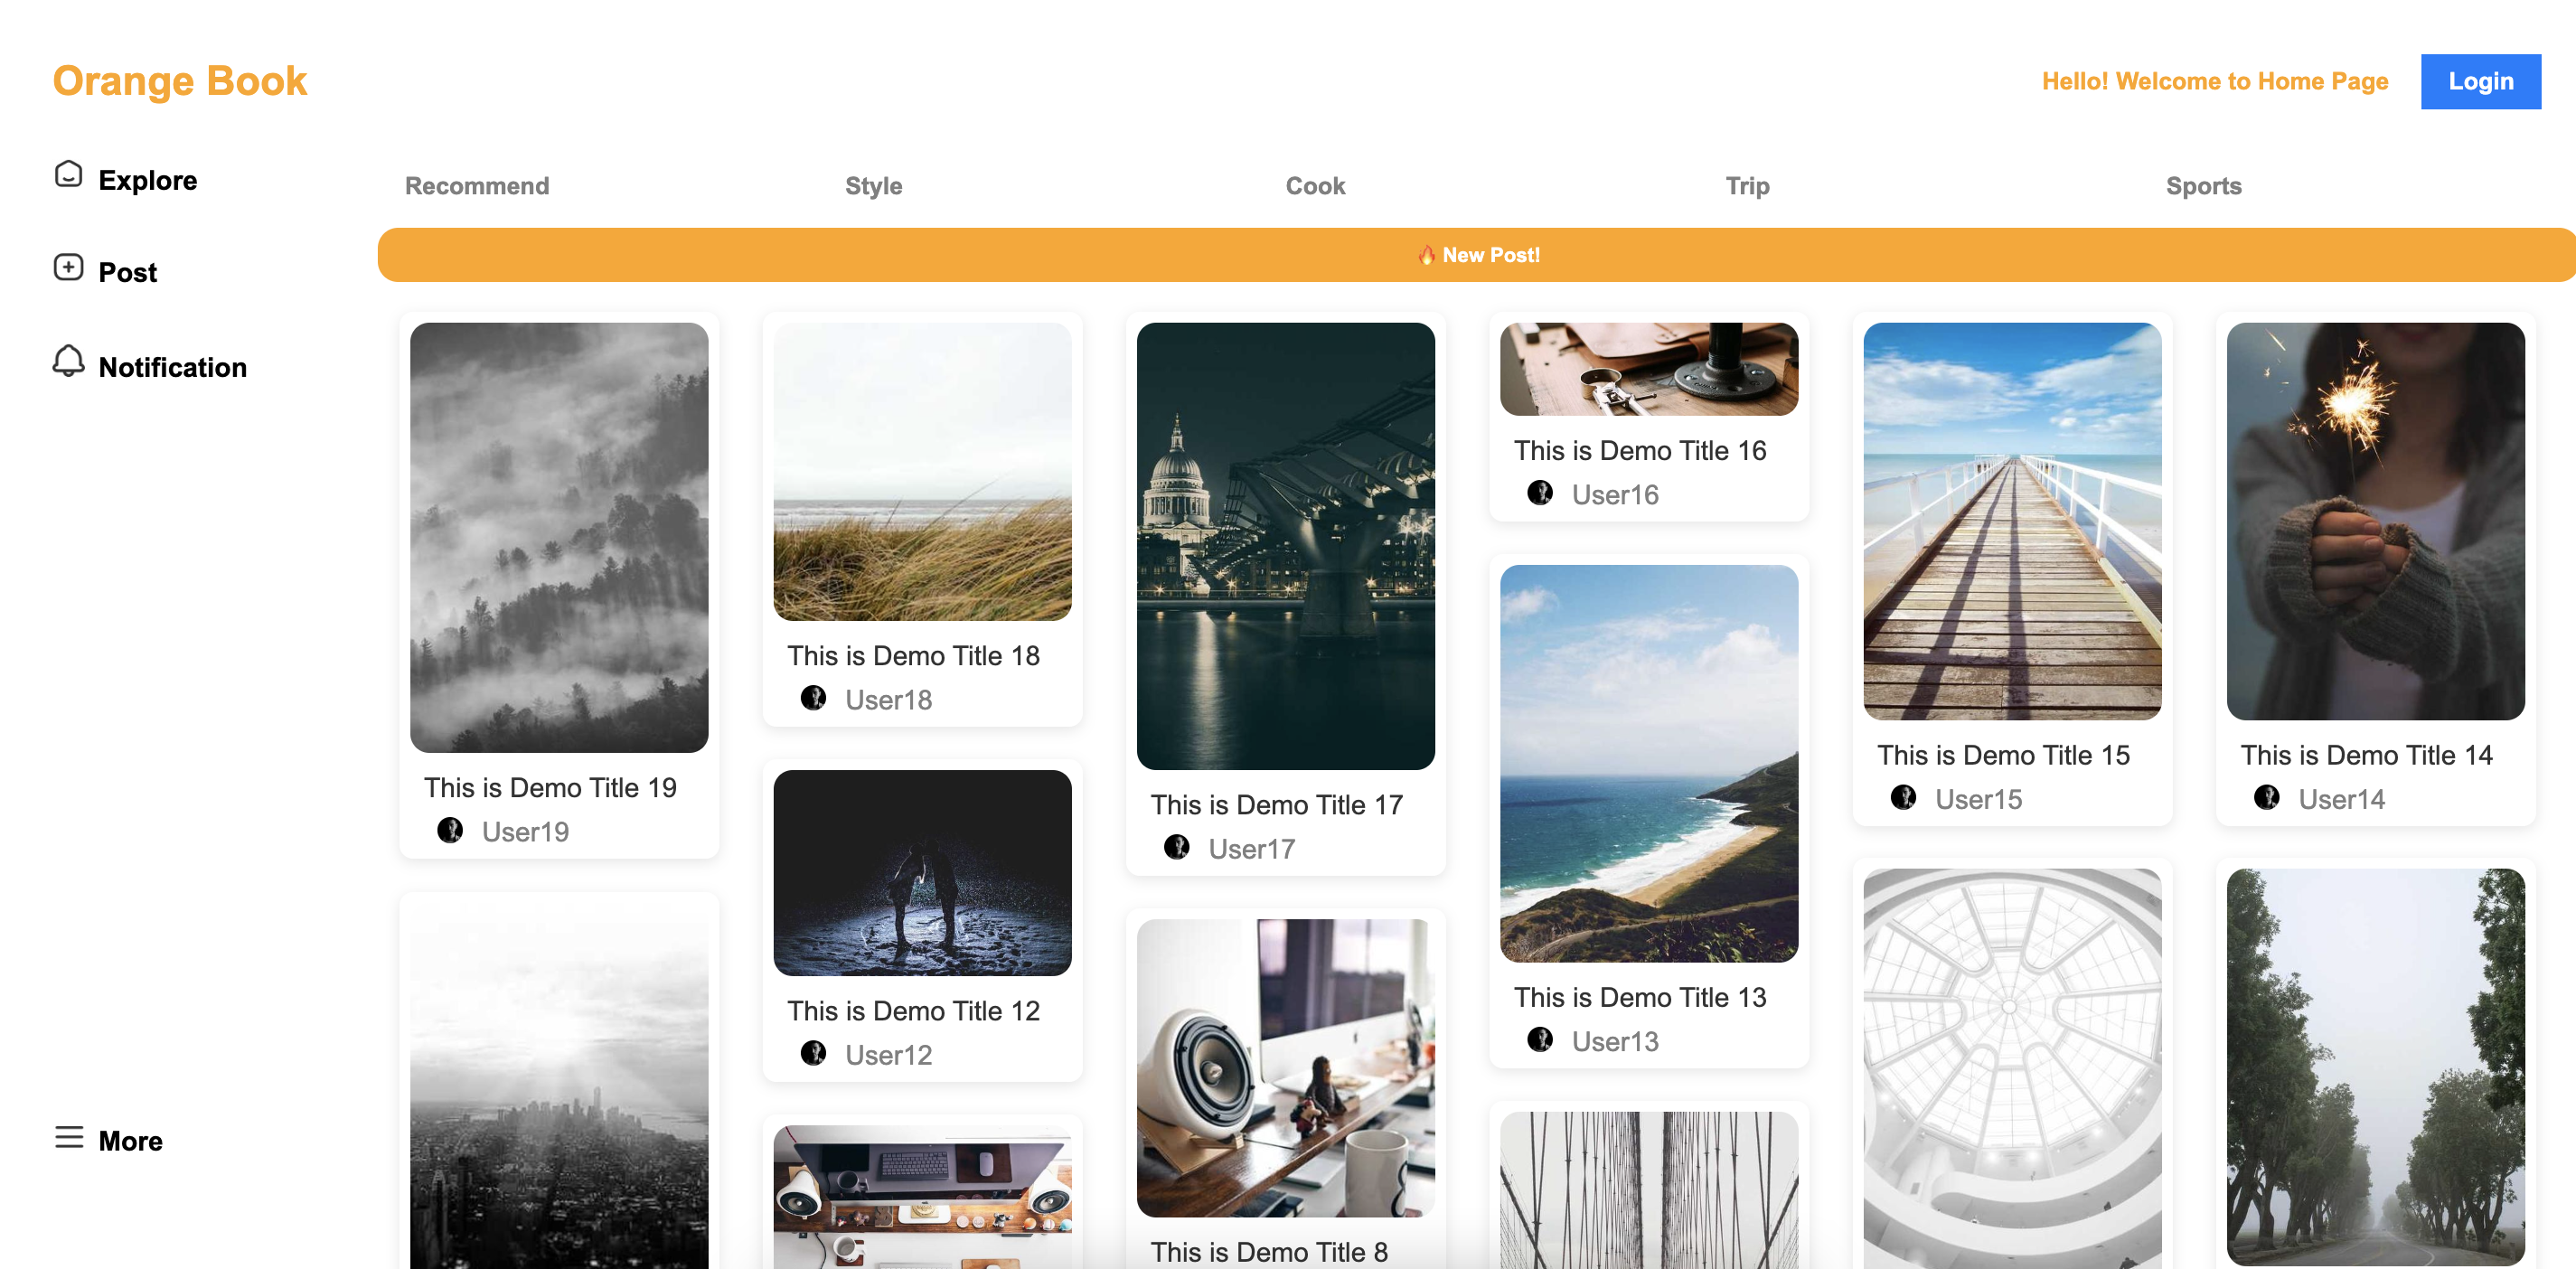 Orange Book
Hello! Welcome to Home Page
Login
Explore
Post
Notification
More
Recommend
Style
Cook
Trip
Sports
🔥 New Post!
This is Demo Title 19
User19
This is Demo Title 18
User18
This is Demo Title 12
User12
This is Demo Title 17
User17
This is Demo Title 8
This is Demo Title 16
User16
This is Demo Title 13
User13
This is Demo Title 15
User15
This is Demo Title 14
User14